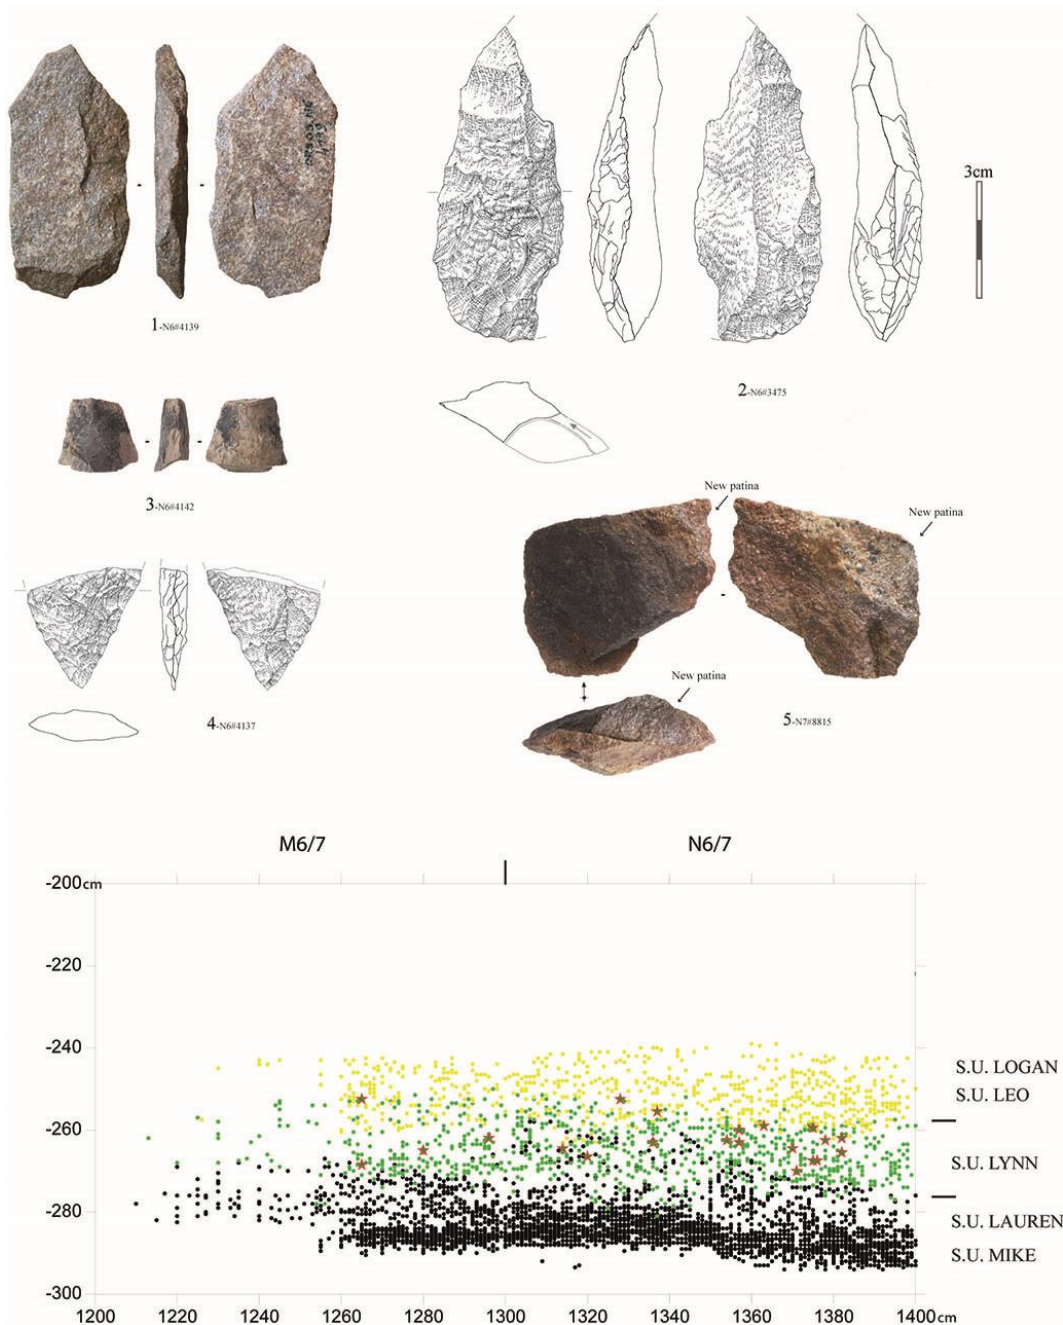 3cm
1-N6#4139
2-N6#3475
3-N6#4142
New patina
New patina
New patina
4-N6#4137
5-N7#8815
M6/7
N6/7
-200cm
-220
-240
-260
-280
-300
S.U. LOGAN
S.U. LEO
S.U. LYNN
S.U. LAUREN
S.U. MIKE
1200 1220 1240 1260 1280 1300 1320 1340 1360 1380 1400cm